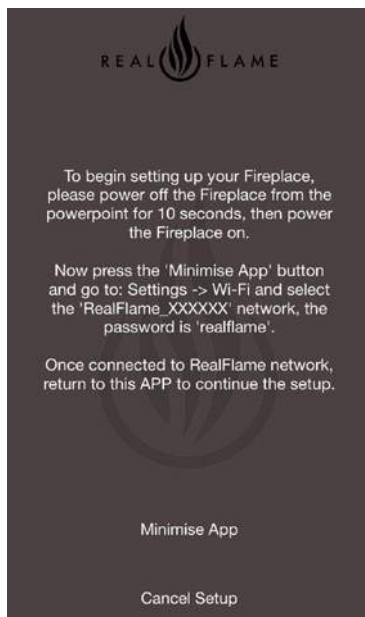 REAL FLAME
To begin setting up your Fireplace,
please power off the Fireplace from the
powerpoint for 10 seconds, then power
the Fireplace on.
Now press the 'Minimise App' button
and go to: Settings -> Wi-Fi and select
the 'RealFlame_XXXXXX' network, the
password is 'realflame'.
Once connected to RealFlame network,
return to this APP to continue the setup.
Minimise App
Cancel Setup